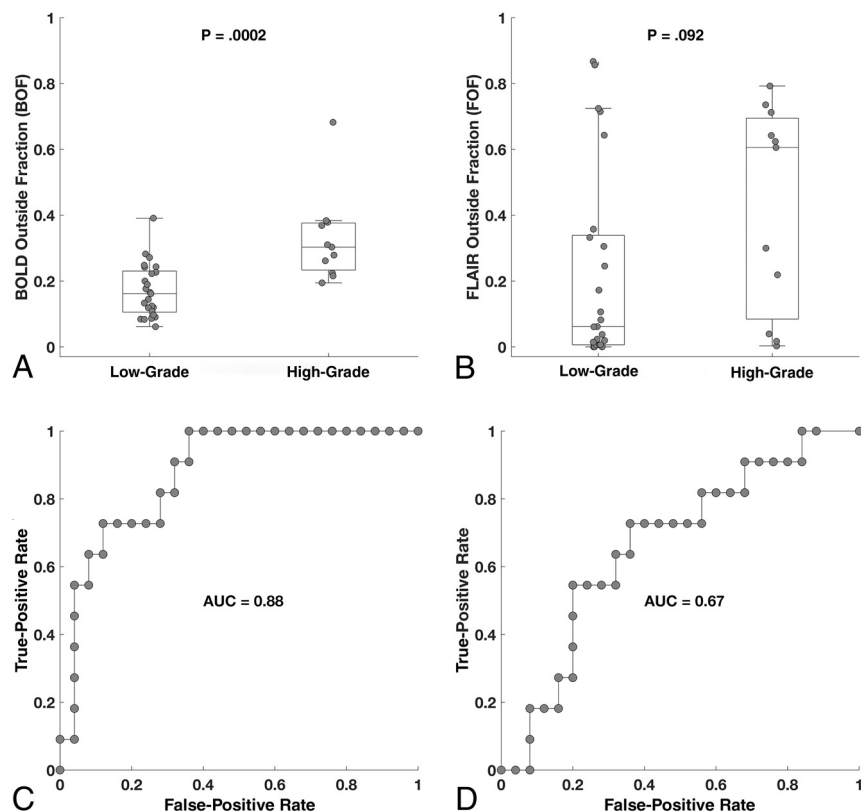 1
P = .0002
0.8
0.6
0.4
0.2
0
BOLD Outside Fraction (BOF)
Low-Grade High-Grade
A
1
P = .092
0.8
0.6
0.4
0.2
0
FLAIR Outside Fraction (FOF)
Low-Grade High-Grade
B
1
0.8
0.6
0.4
0.2
0
True-Positive Rate
AUC = 0.88
0 0.2 0.4 0.6 0.8 1
False-Positive Rate
C
1
0.8
0.6
0.4
0.2
0
True-Positive Rate
AUC = 0.67
0 0.2 0.4 0.6 0.8 1
False-Positive Rate
D